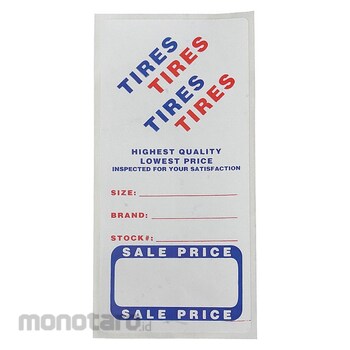 TIRES
TIRES
TIRES
TIRES
HIGHEST QUALITY
LOWEST PRICE
INSPECTED FOR YOUR SATISFACTION
SIZE:
BRAND:
STOCK#:
SALE PRICE
SALE PRICE
monotaro.id